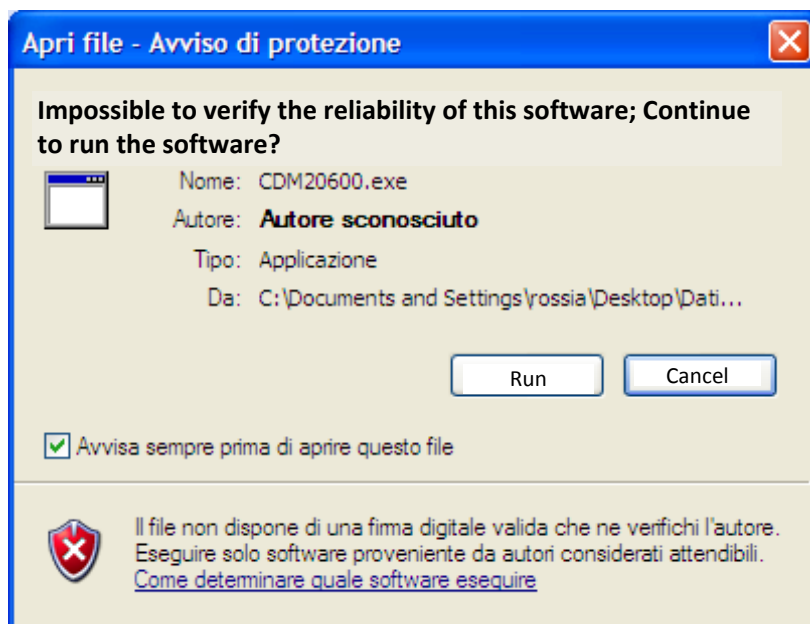 Apri file - Avviso di protezione
Impossible to verify the reliability of this software; Continue
to run the software?
Nome: CDM20600.exe
Autore: Autore sconosciuto
Tipo: Applicazione
Da: C:\Documents and Settings\rossia\Desktop\Dati...
Run Cancel
Avvisa sempre prima di aprire questo file
Il file non dispone di una firma digitale valida che ne verifichi l'autore.
Eseguire solo software proveniente da autori considerati attendibili.
Come determinare quale software eseguire